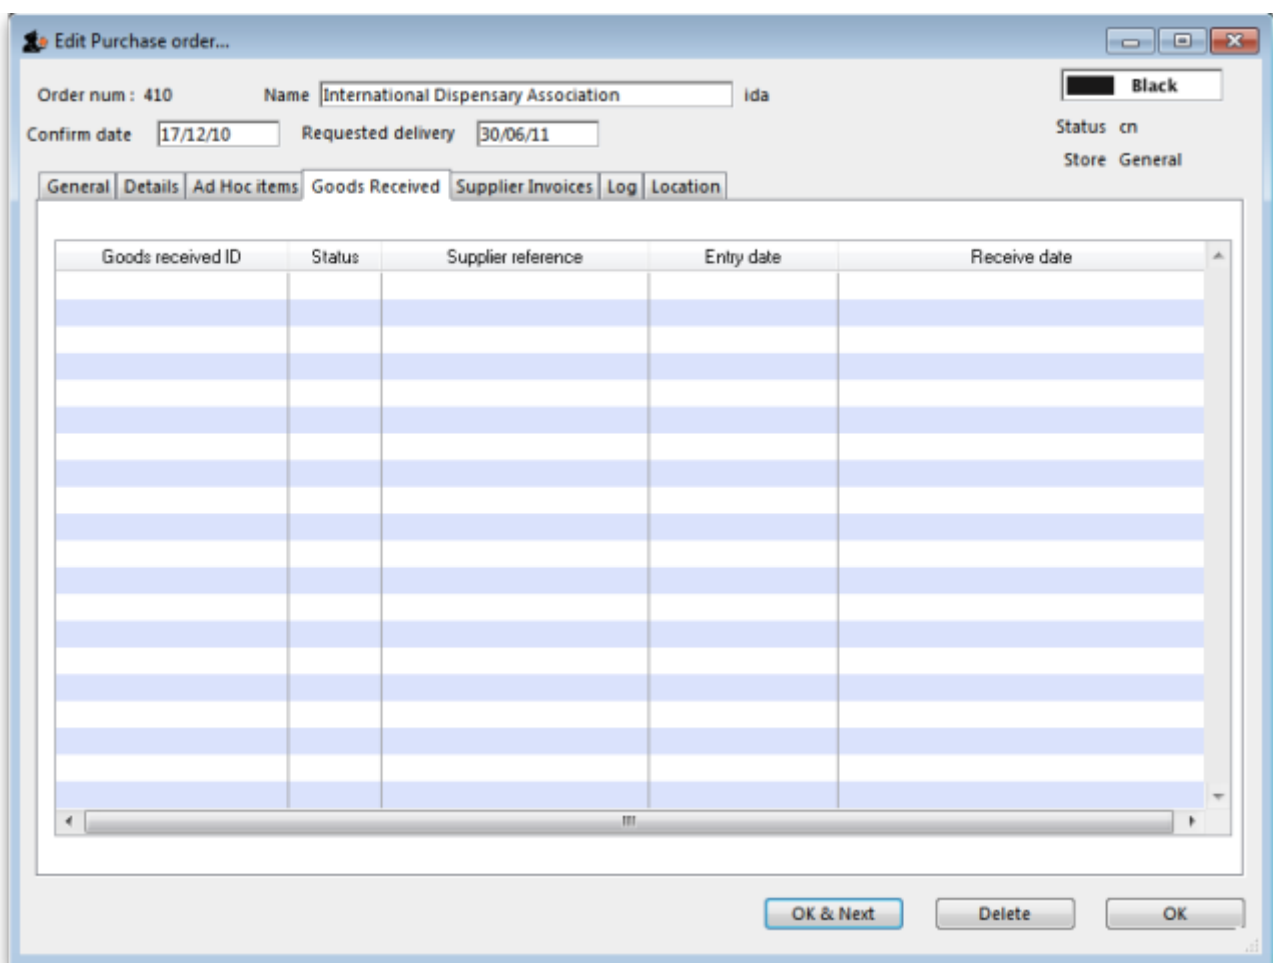 Edit Purchase order...
Order num : 410 Name International Dispensary Association ida Black
Confirm date 17/12/10 Requested delivery 30/06/11 Status cn
Store General
General Details Ad Hoc items Goods Received Supplier Invoices Log Location
Goods received ID Status Supplier reference Entry date Receive date
OK & Next Delete OK